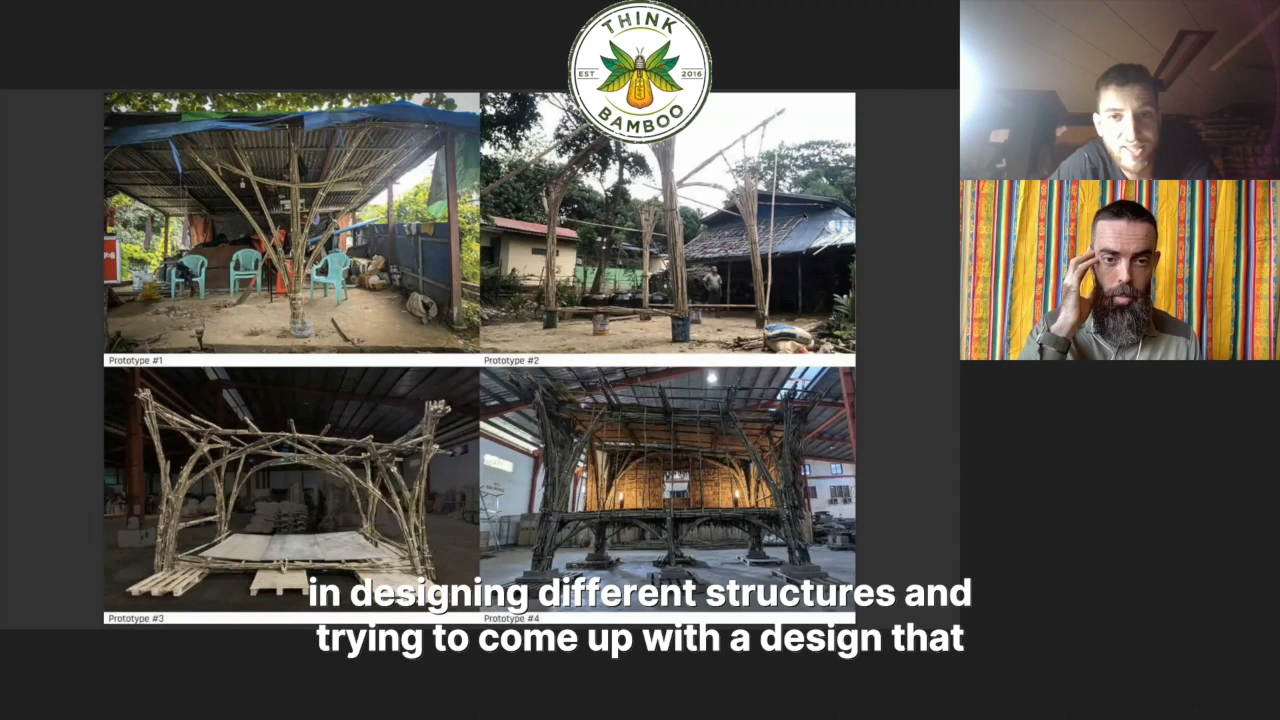 THINK
EST 2016
BAMBOO
Prototype #1
Prototype #2
Prototype #3
Prototype #4
in designing different structures and
trying to come up with a design that